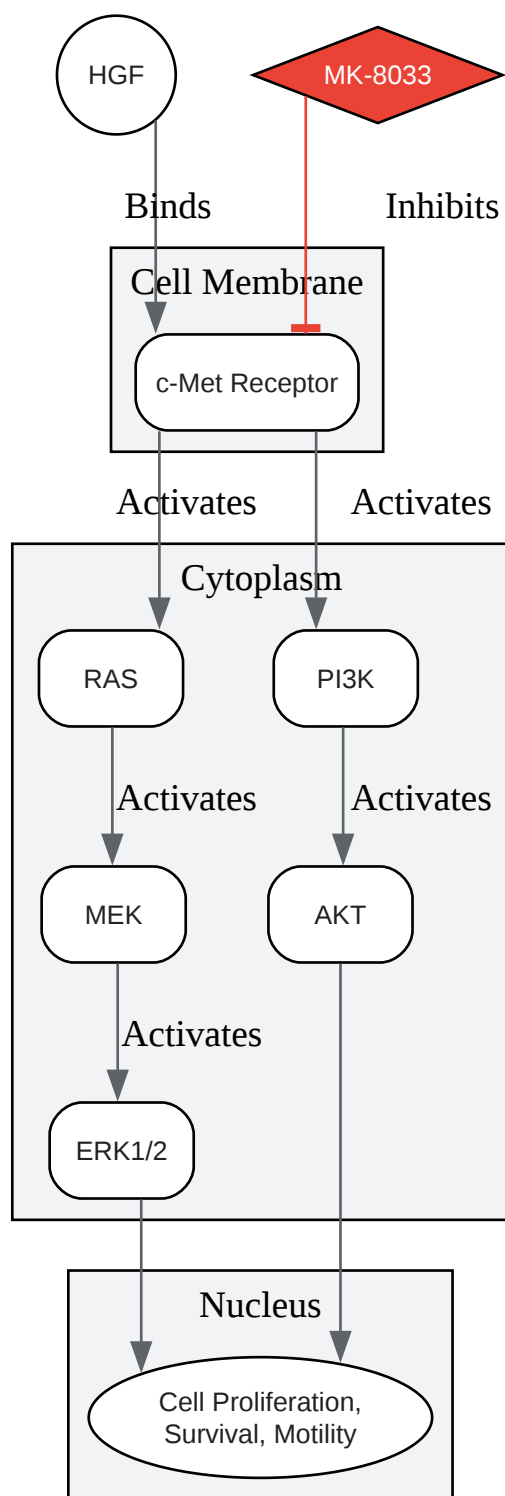 HGF
MK-8033
Binds
Inhibits
Cell Membrane
c-Met Receptor
Activates
Activates
Cytoplasm
RAS
PI3K
Activates
Activates
MEK
AKT
Activates
ERK1/2
Nucleus
Cell Proliferation,
Survival, Motility